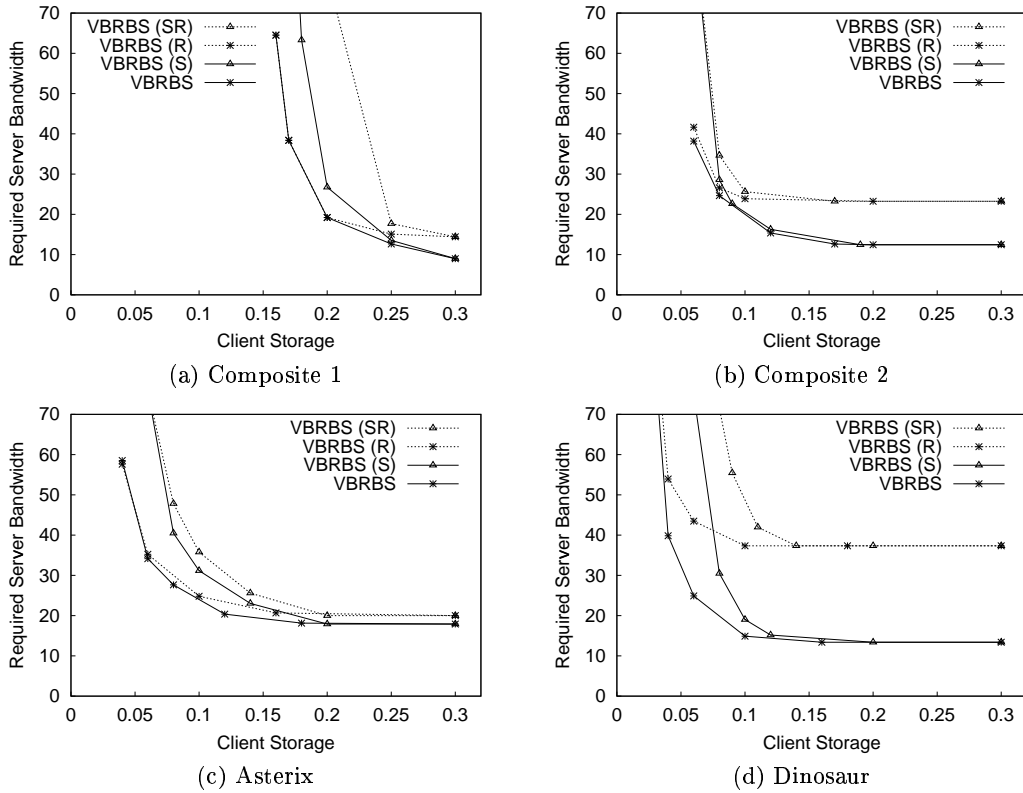 70
60
50
40
30
20
10
0
Required Server Bandwidth
VBRBS (SR)
VBRBS (R)
VBRBS (S)
VBRBS
0 0.05 0.1 0.15 0.2 0.25 0.3
Client Storage
(a) Composite 1
70
60
50
40
30
20
10
0
Required Server Bandwidth
VBRBS (SR)
VBRBS (R)
VBRBS (S)
VBRBS
0 0.05 0.1 0.15 0.2 0.25 0.3
Client Storage
(b) Composite 2
70
60
50
40
30
20
10
0
Required Server Bandwidth
VBRBS (SR)
VBRBS (R)
VBRBS (S)
VBRBS
0 0.05 0.1 0.15 0.2 0.25 0.3
Client Storage
(c) Asterix
70
60
50
40
30
20
10
0
Required Server Bandwidth
VBRBS (SR)
VBRBS (R)
VBRBS (S)
VBRBS
0 0.05 0.1 0.15 0.2 0.25 0.3
Client Storage
(d) Dinosaur